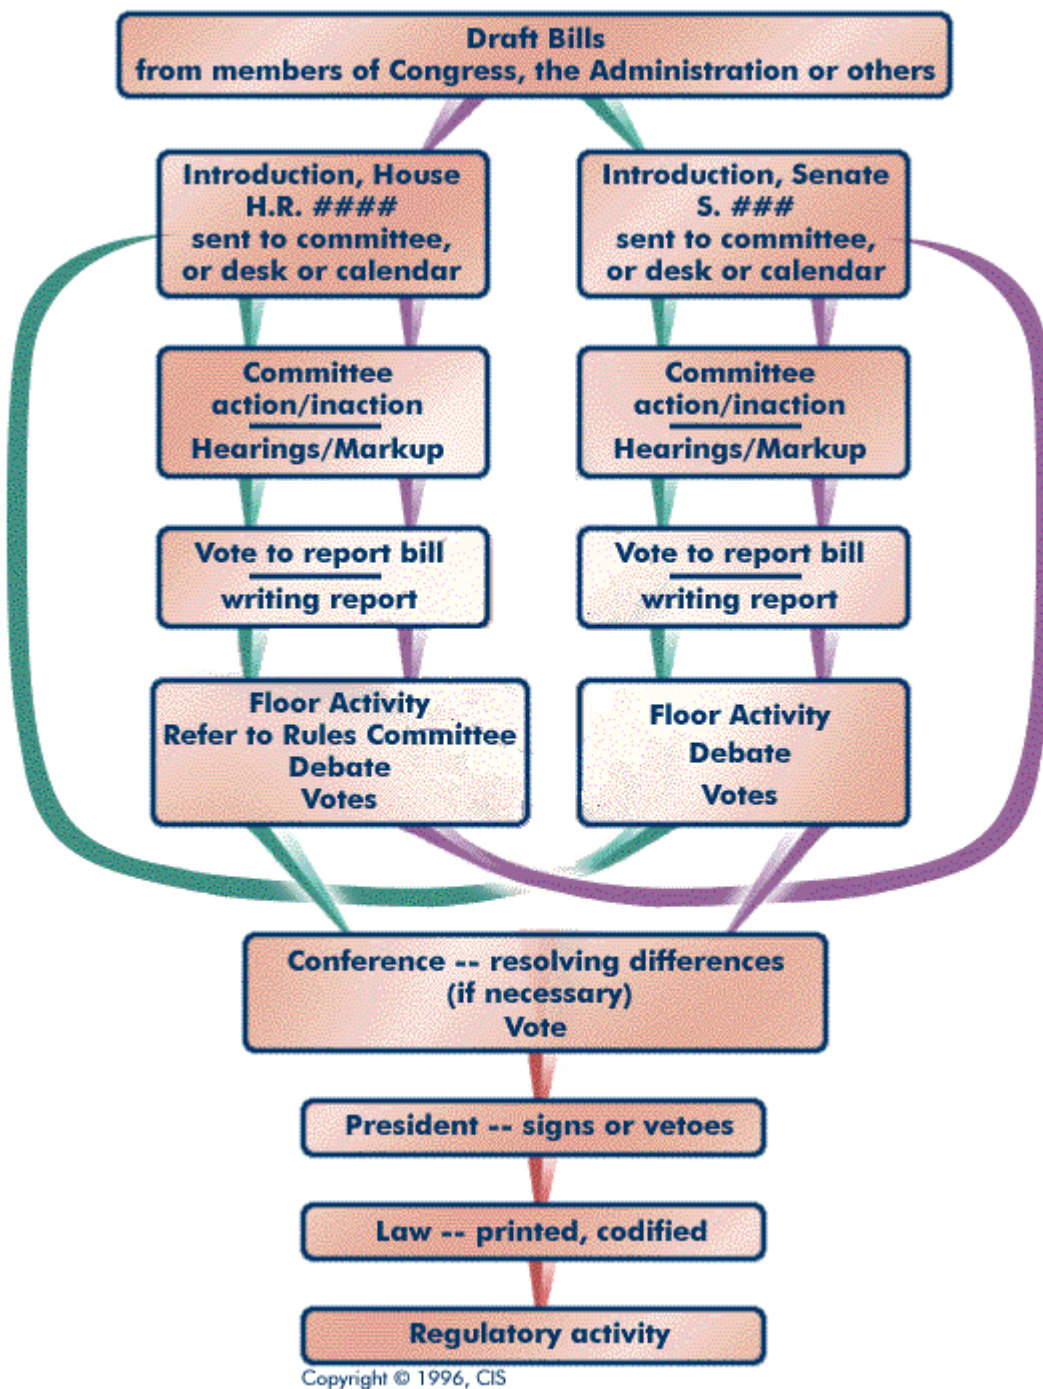 Draft Bills
from members of Congress, the Administration or others
Introduction, House
H.R. ####
sent to committee,
or desk or calendar
Introduction, Senate
S. ###
sent to committee,
or desk or calendar
Committee
action/inaction
Hearings/Markup
Committee
action/inaction
Hearings/Markup
Vote to report bill
writing report
Vote to report bill
writing report
Floor Activity
Refer to Rules Committee
Debate
Votes
Floor Activity
Debate
Votes
Conference -- resolving differences
(if necessary)
Vote
President -- signs or vetoes
Law -- printed, codified
Regulatory activity
Copyright © 1996, CIS